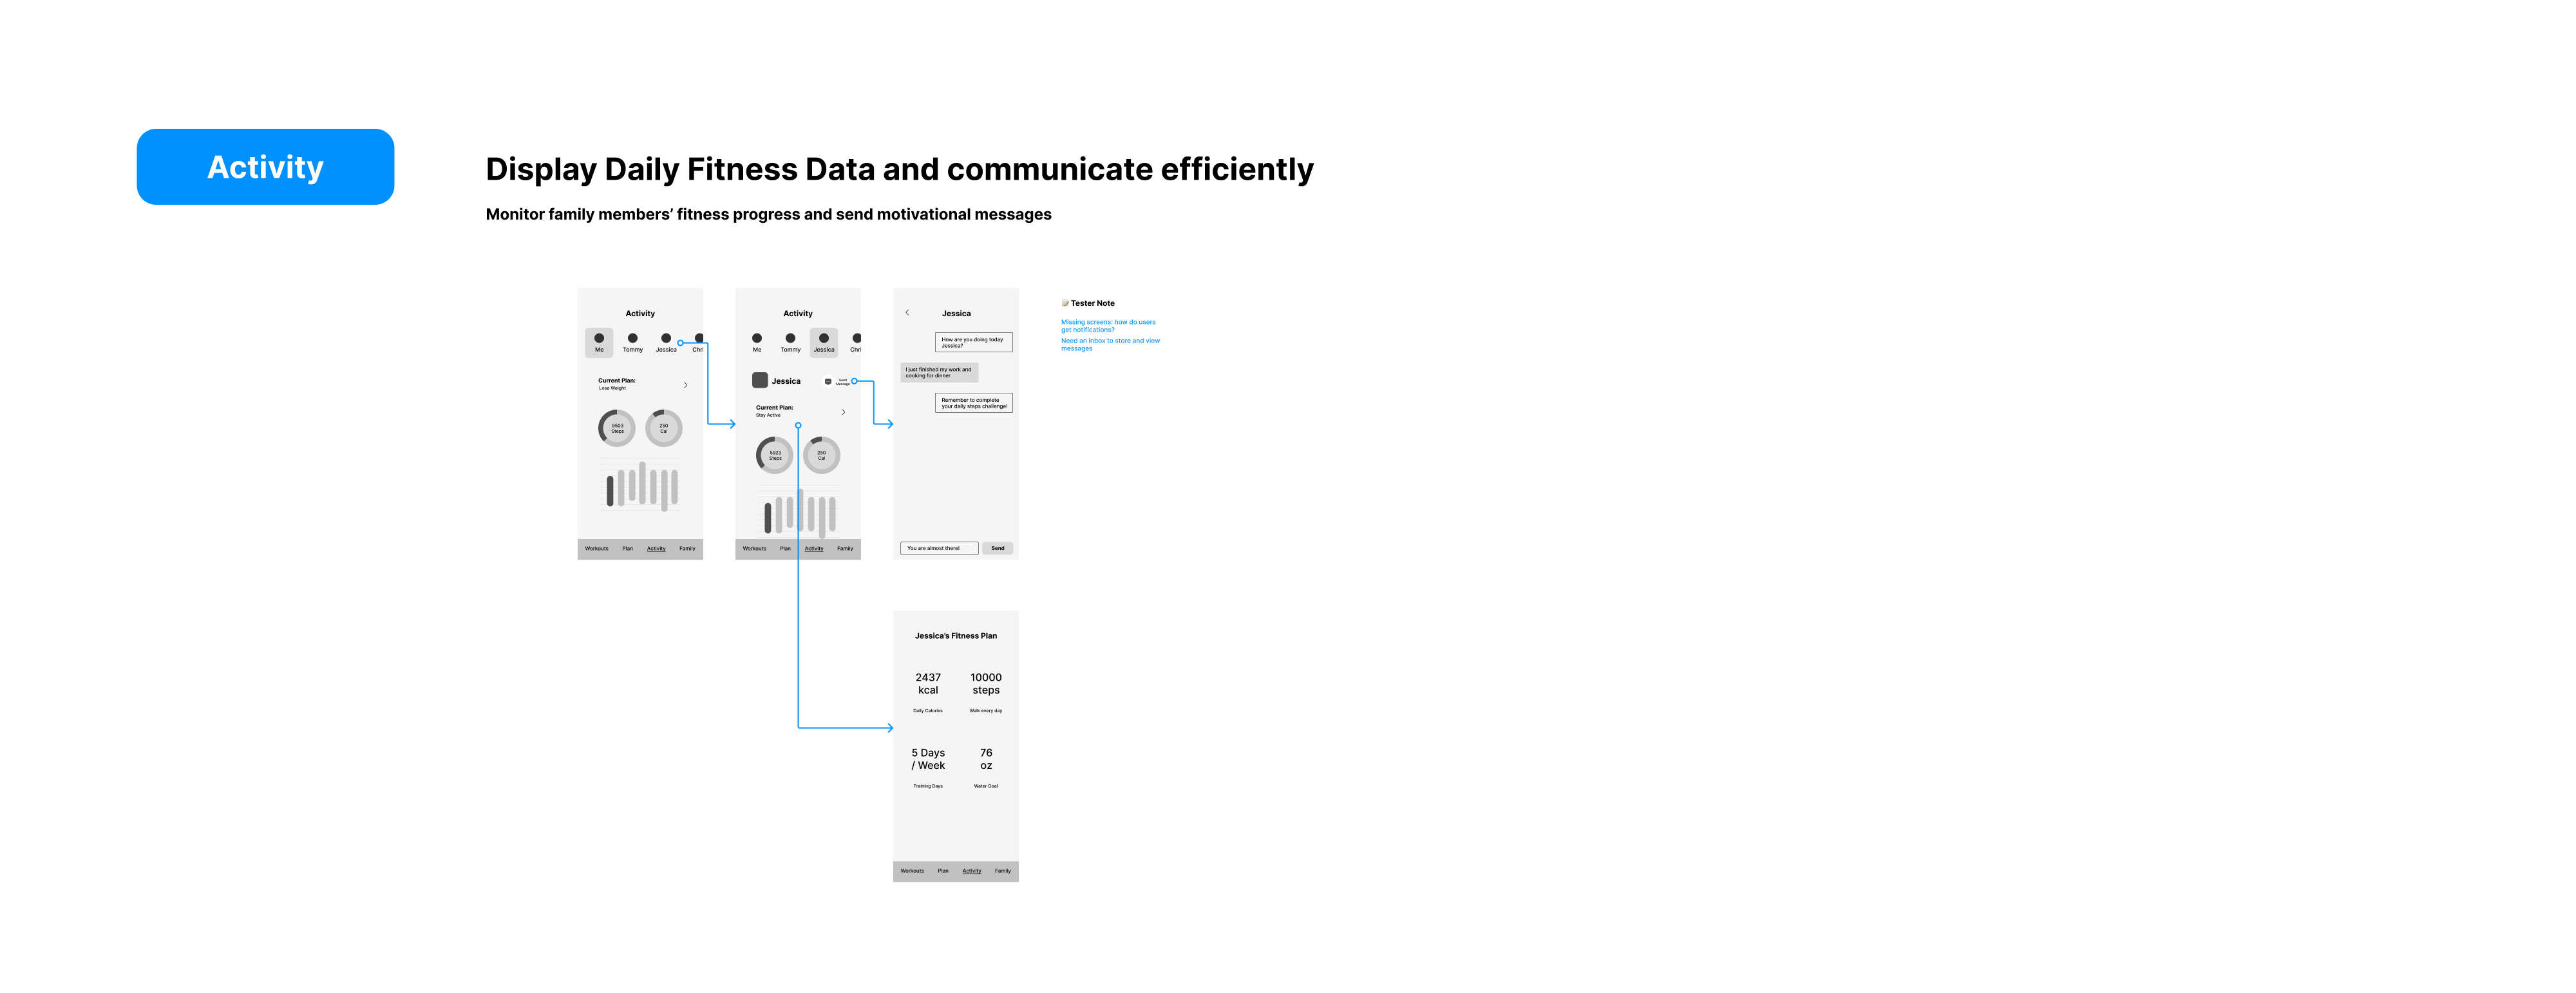 Activity
Display Daily Fitness Data and communicate efficiently
Monitor family members’ fitness progress and send motivational messages
Activity
Me
Tommy
Jessica
Chri
Current Plan:
Lose Weight
9503
Steps
250
Cal
Workouts
Plan
Activity
Family
Activity
Me
Tommy
Jessica
Chri
Jessica
Send
Message
Current Plan:
Stay Active
5923
Steps
250
Cal
Workouts
Plan
Activity
Family
Jessica
How are you doing today
Jessica?
I just finished my work and
cooking for dinner
Remember to complete
your daily steps challenge!
You are almost there!
Send
Tester Note
Missing screens: how do users
get notifications?
Need an inbox to store and view
messages
Jessica’s Fitness Plan
2437
kcal
Daily Calories
10000
steps
Walk every day
5 Days
/ Week
Training Days
76
oz
Water Goal
Workouts
Plan
Activity
Family